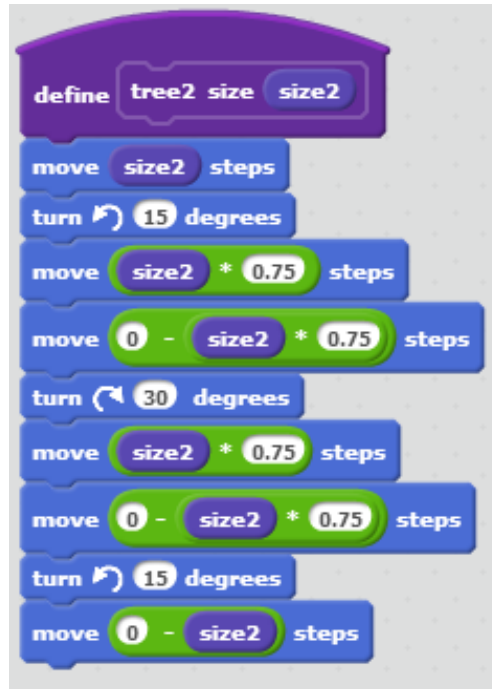 define tree2 size size2
move size2 steps
turn 15 degrees
move size2 * 0.75 steps
move 0 - size2 * 0.75 steps
turn 30 degrees
move size2 * 0.75 steps
move 0 - size2 * 0.75 steps
turn 15 degrees
move 0 - size2 steps